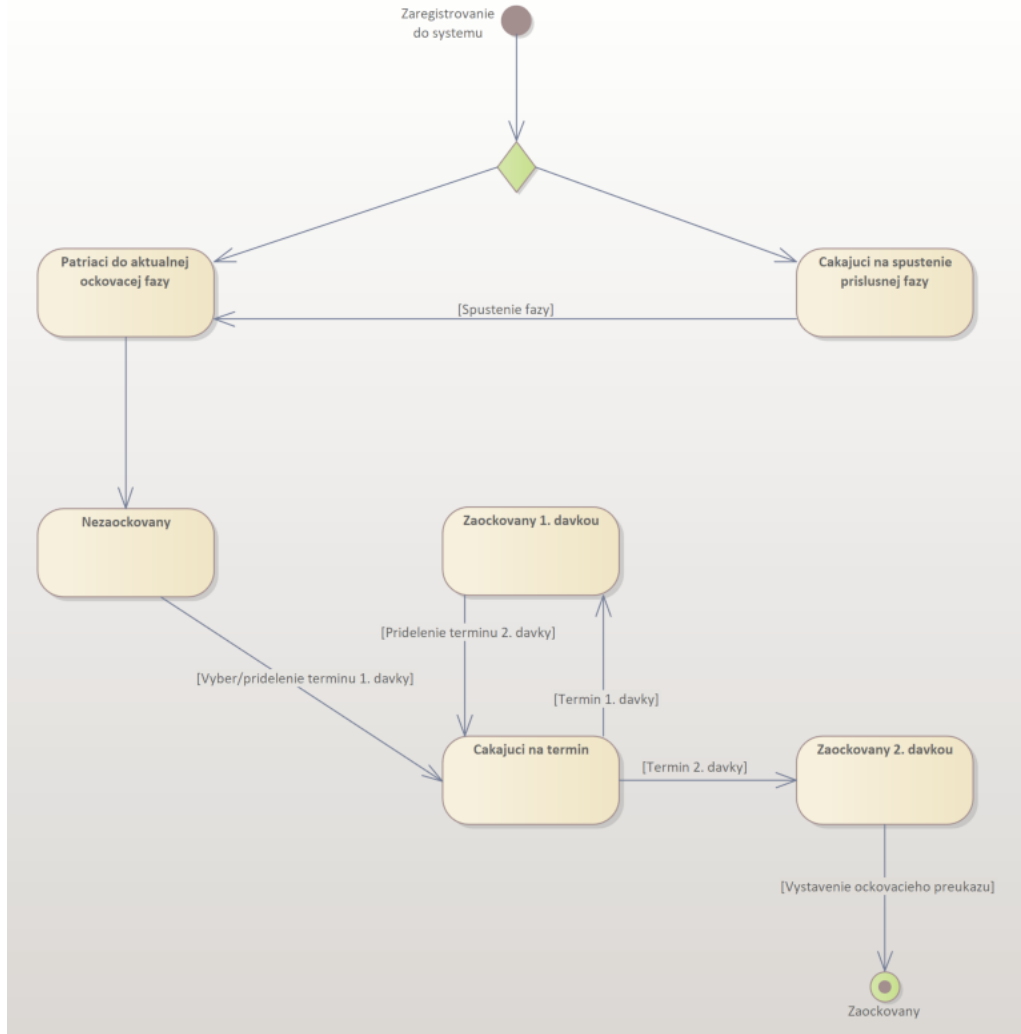 Zaregistrovanie
do systemu
Patriaci do aktualnej
ockovacej fazy
Cakajuci na spustenie
prislusnej fazy
[Spustenie fazy]
Nezaockovany
Zaockovany 1. davkou
[Pridelenie terminu 2. davky]
[Vyber/pridelenie terminu 1. davky]
[Termin 1. davky]
Cakajuci na termin
[Termin 2. davky]
Zaockovany 2. davkou
[Vystavenie ockovacieho preukazu]
Zaockovany